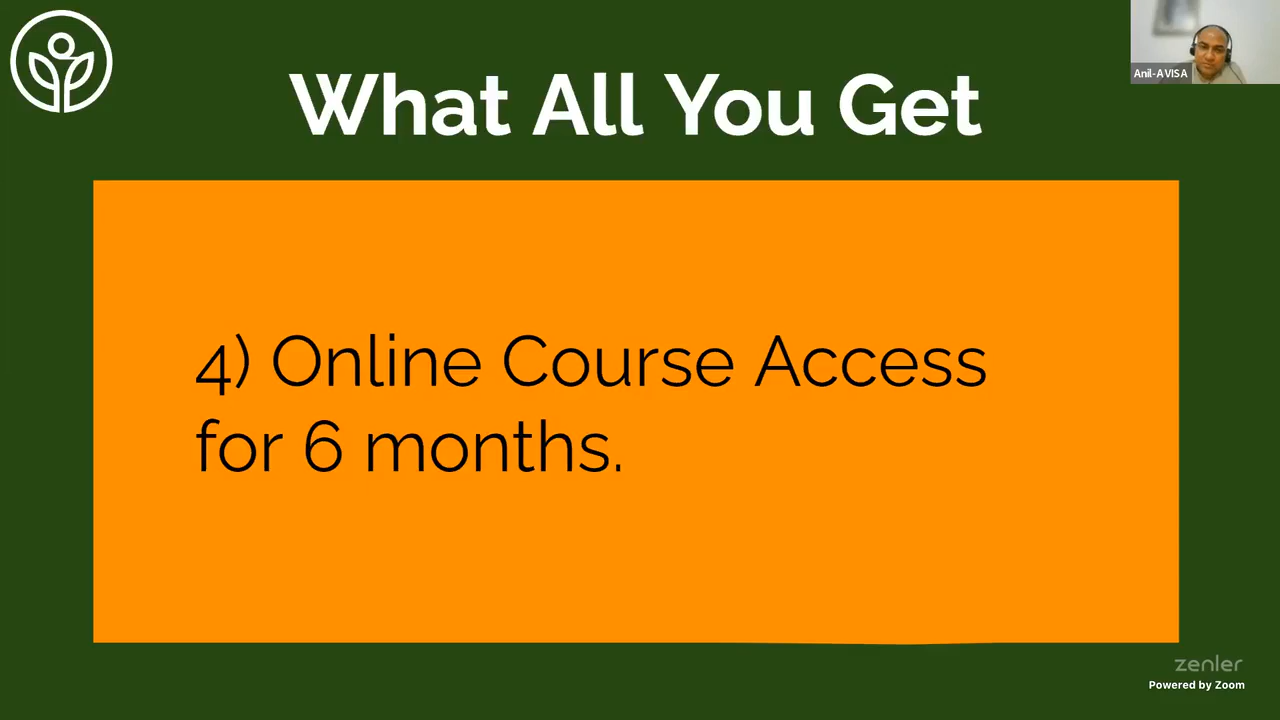 What All You Get
Anil-AVISA
4) Online Course Access
for 6 months.
zenler
Powered by Zoom